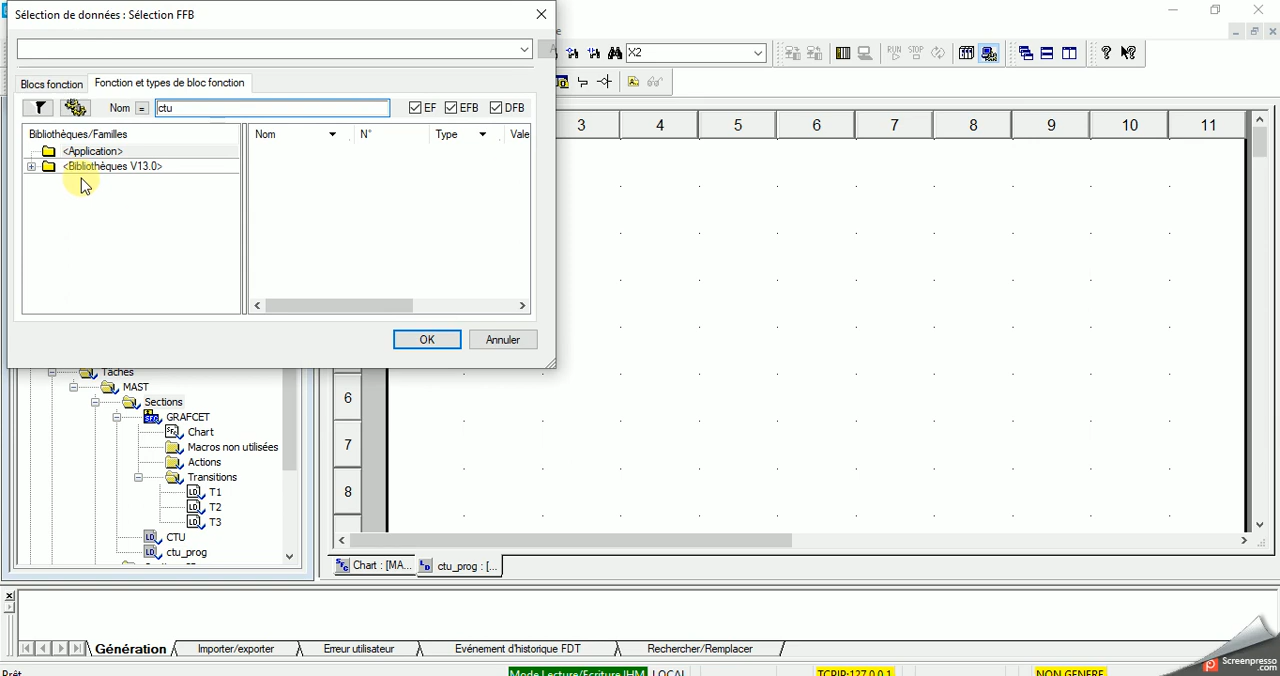 Sélection de données : Sélection FFB
X2
RUN STOP
Blocs fonction
Fonction et types de bloc fonction
Nom = ctu EF EFB DFB
Bibliothèques/Familles
<Application>
<Bibliothèques V13.0>
Nom N° Type Vale
OK Annuler
3 4 5 6 7 8 9 10 11
Tâches
MAST
Sections
GRAFCET
Chart
Macros non utilisées
Actions
Transitions
T1
T2
T3
CTU
ctu_prog
6
7
8
Chart : [MA... ctu_prog : [...
Génération Importer/exporter Erreur utilisateur Evénement d'historique FDT Rechercher/Remplacer
Prêt Mode Lecture/Ecriture IHM LOCAL TCPIP:127.0.0.1 NON GENERE
Screenpresso
.com